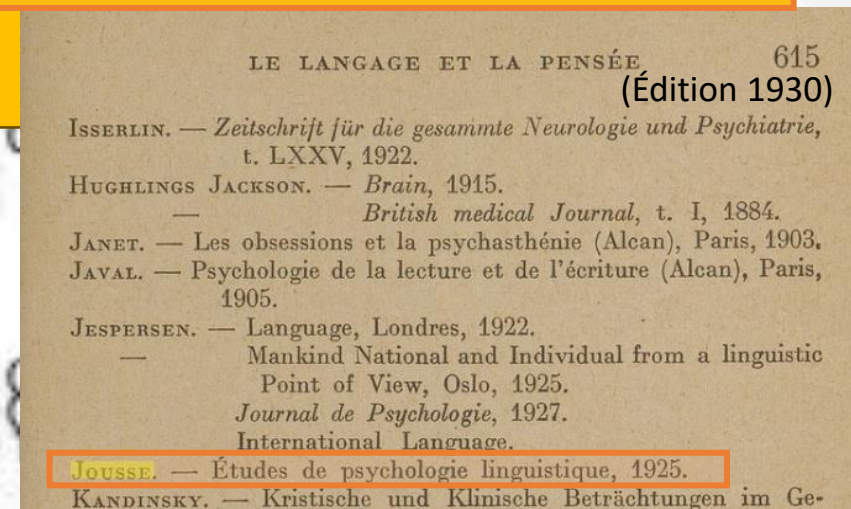 LE LANGAGE ET LA PENSÉE 615
(Édition 1930)
ISSERLIN. — Zeitschrift für die gesammte Neurologie und Psychiatrie,
t. LXXV, 1922.
HUGHLINGS JACKSON. — Brain, 1915.
— British medical Journal, t. I, 1884.
JANET. — Les obsessions et la psychasthénie (Alcan), Paris, 1903.
JAVAL. — Psychologie de la lecture et de l'écriture (Alcan), Paris,
1905.
JESPERSEN. — Language, Londres, 1922.
— Mankind National and Individual from a linguistic
Point of View, Oslo, 1925.
Journal de Psychologie, 1927.
International Language.
JOUSSE. — Études de psychologie linguistique, 1925.
KANDINSKY. — Kristische und Klinische Beträchtungen im Ge-